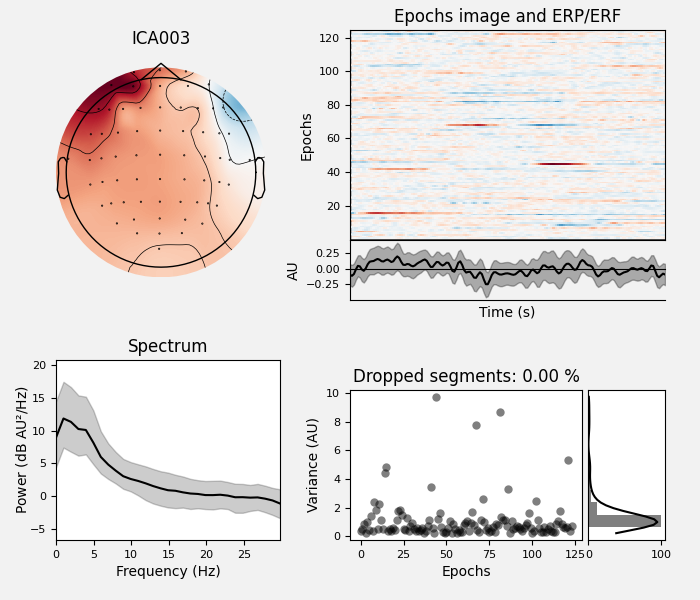 ICA003
Epochs image and ERP/ERF
120
100
80
60
40
20
Epochs
0.25
0.00
−0.25
AU
Time (s)
Spectrum
20
15
10
5
0
−5
Power (dB AU²/Hz)
0 5 10 15 20 25
Frequency (Hz)
Dropped segments: 0.00 %
10
8
6
4
2
0
Variance (AU)
0 25 50 75 100 125
Epochs
0 100